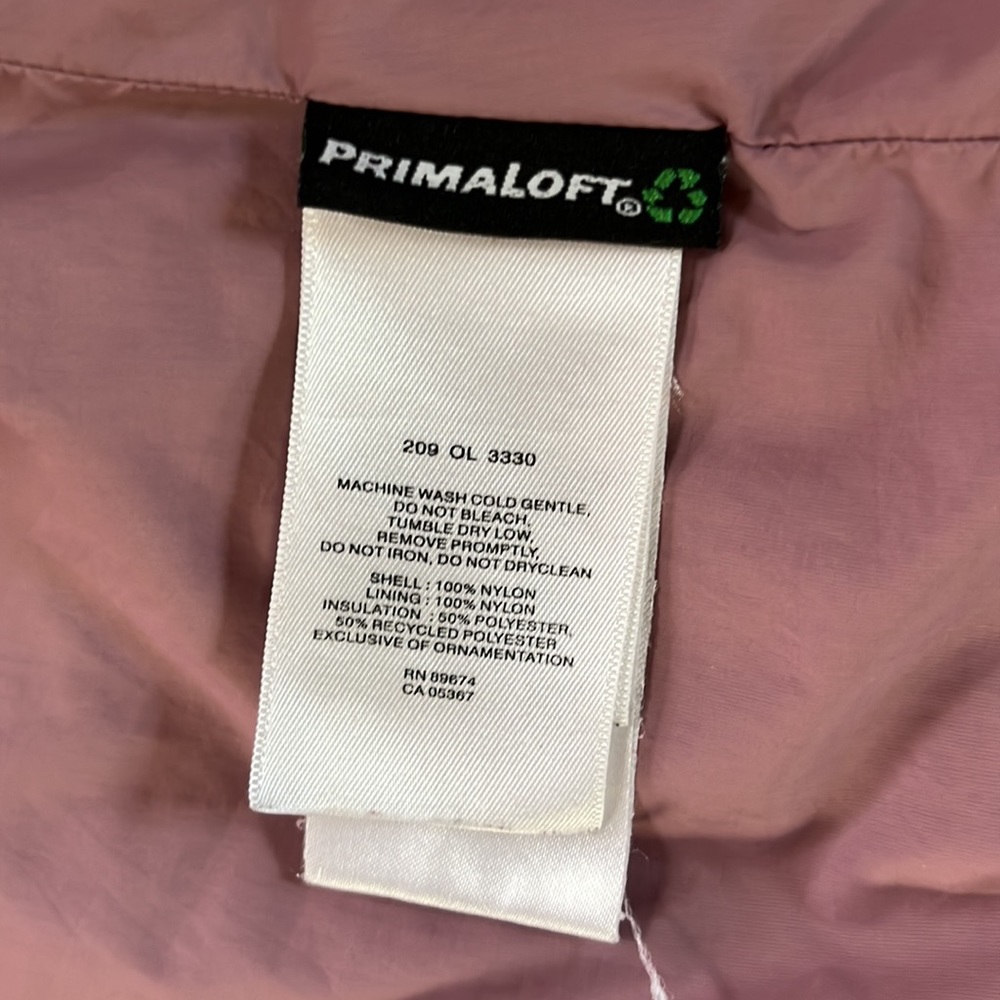 PRIMALOFT®
209 OL 3330
MACHINE WASH COLD GENTLE,
DO NOT BLEACH,
TUMBLE DRY LOW,
REMOVE PROMPTLY,
DO NOT IRON, DO NOT DRYCLEAN
SHELL : 100% NYLON
LINING : 100% NYLON
INSULATION : 50% POLYESTER,
50% RECYCLED POLYESTER
EXCLUSIVE OF ORNAMENTATION
RN 89674
CA 05367